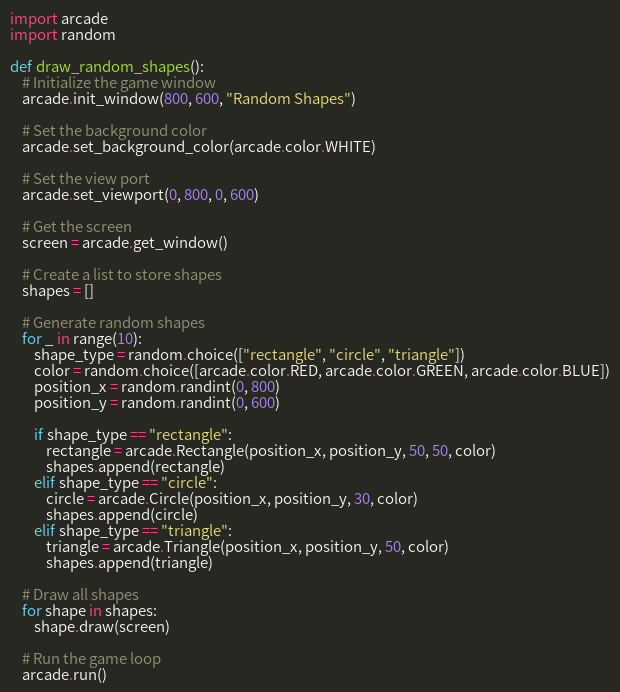 import arcade
import random

def draw_random_shapes():
    # Initialize the game window
    arcade.init_window(800, 600, "Random Shapes")

    # Set the background color
    arcade.set_background_color(arcade.color.WHITE)

    # Set the view port
    arcade.set_viewport(0, 800, 0, 600)

    # Get the screen
    screen = arcade.get_window()

    # Create a list to store shapes
    shapes = []

    # Generate random shapes
    for _ in range(10):
        shape_type = random.choice(["rectangle", "circle", "triangle"])
        color = random.choice([arcade.color.RED, arcade.color.GREEN, arcade.color.BLUE])
        position_x = random.randint(0, 800)
        position_y = random.randint(0, 600)

        if shape_type == "rectangle":
            rectangle = arcade.Rectangle(position_x, position_y, 50, 50, color)
            shapes.append(rectangle)
        elif shape_type == "circle":
            circle = arcade.Circle(position_x, position_y, 30, color)
            shapes.append(circle)
        elif shape_type == "triangle":
            triangle = arcade.Triangle(position_x, position_y, 50, color)
            shapes.append(triangle)

    # Draw all shapes
    for shape in shapes:
        shape.draw(screen)

    # Run the game loop
    arcade.run()